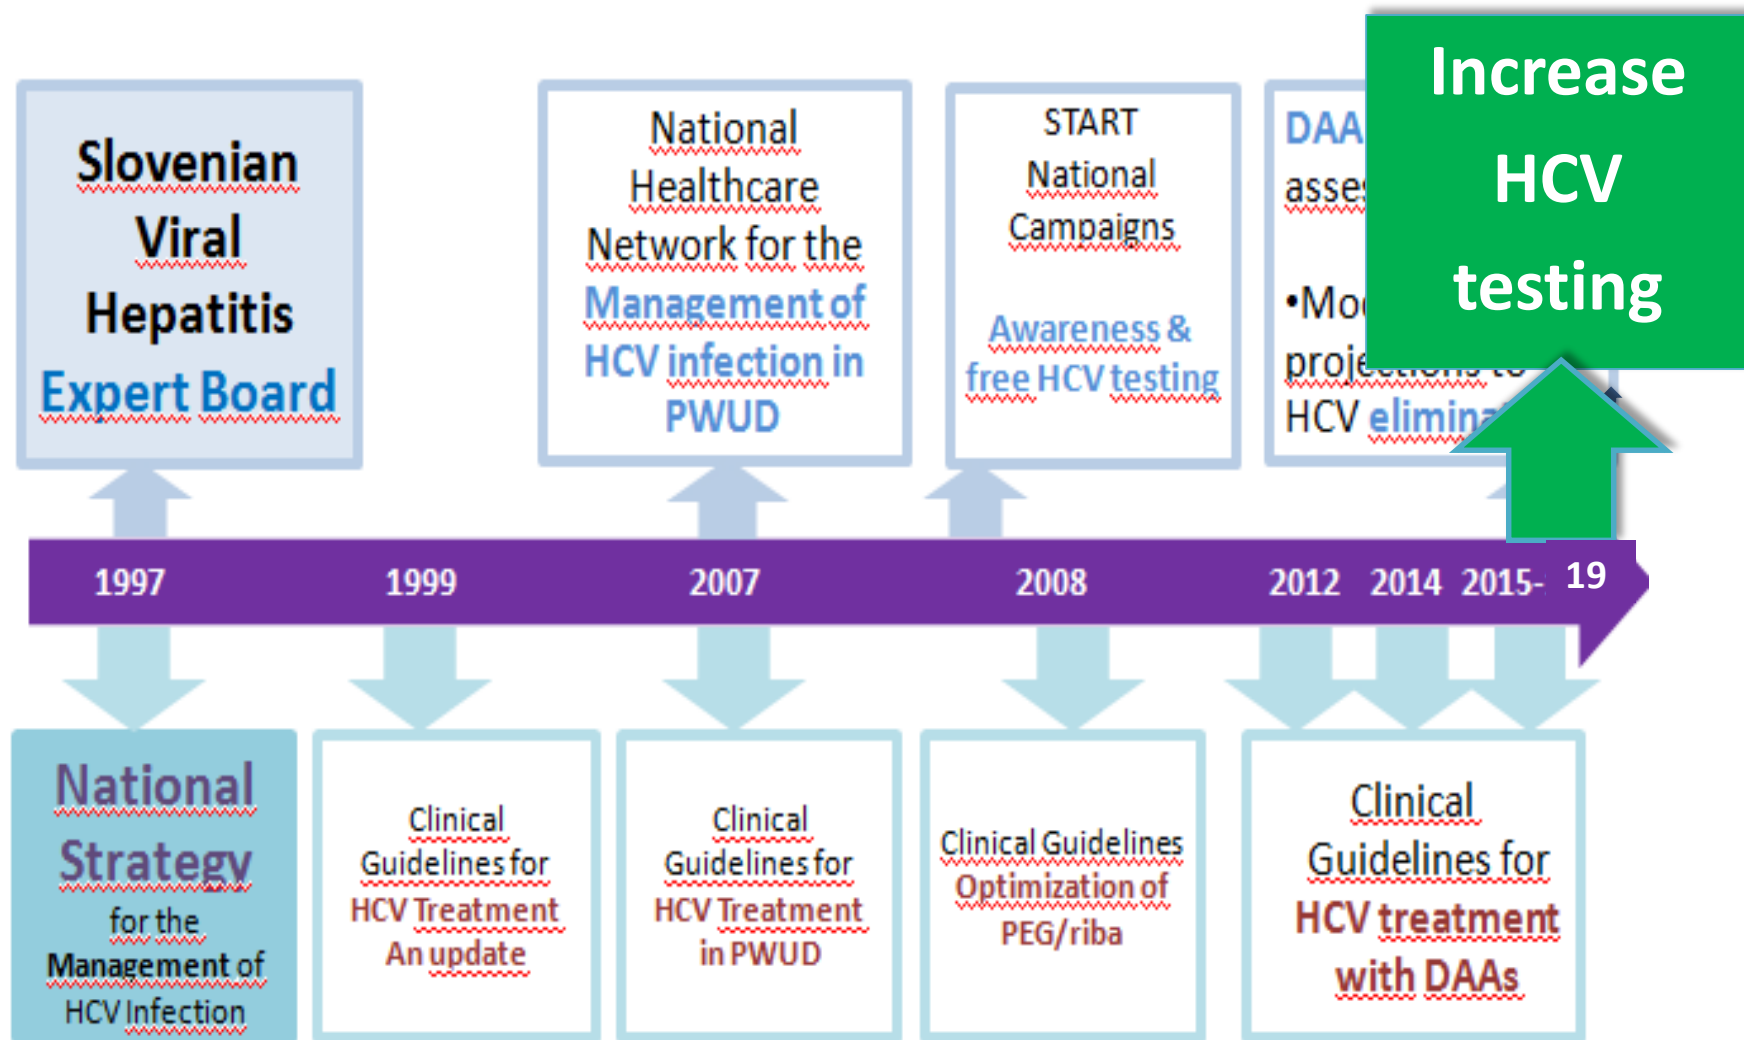 Slovenian
Viral
Hepatitis
Expert Board
National
Healthcare
Network for the
Management of
HCV infection in
PWUD
START
National
Campaigns
Awareness &
free HCV testing
DAA
•
HCV
Increase
HCV
testing
1997
1999
2007
2008
2012
2014
2015-
19
National
Strategy
for the
Management of
HCV Infection
Clinical
Guidelines for
HCV Treatment
An update
Clinical
Guidelines for
HCV Treatment
in PWUD
Clinical Guidelines
Optimization of
PEG/riba
Clinical
Guidelines for
HCV treatment
with DAAs